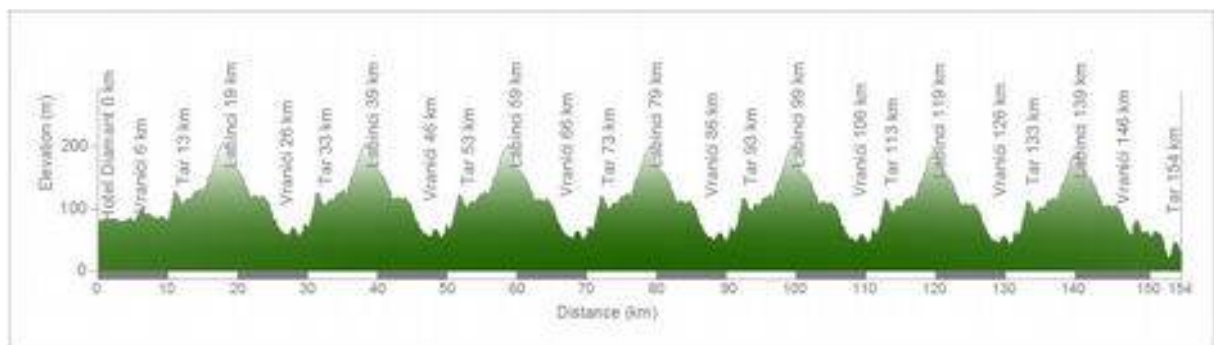 Elevation (m)
200
100
0
Hotel Diamant 0 km
Vranići 6 km
Tar 13 km
Labinci 19 km
Vranići 26 km
Tar 33 km
Labinci 39 km
Vranići 46 km
Tar 53 km
Labinci 59 km
Vranići 66 km
Tar 73 km
Labinci 79 km
Vranići 86 km
Tar 93 km
Labinci 99 km
Vranići 106 km
Tar 113 km
Labinci 119 km
Vranići 126 km
Tar 133 km
Labinci 139 km
Vranići 146 km
Tar 154 km
0 10 20 30 40 50 60 70 80 90 100 110 120 130 140 150 154
Distance (km)